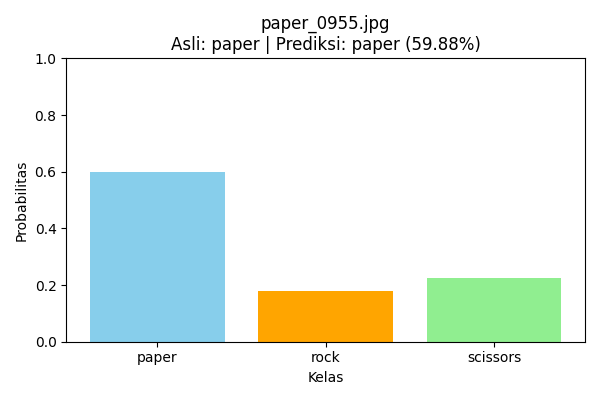 paper_0955.jpg
Asli: paper | Prediksi: paper (59.88%)
1.0
0.8
0.6
0.4
0.2
0.0
Probabilitas
paper rock scissors
Kelas